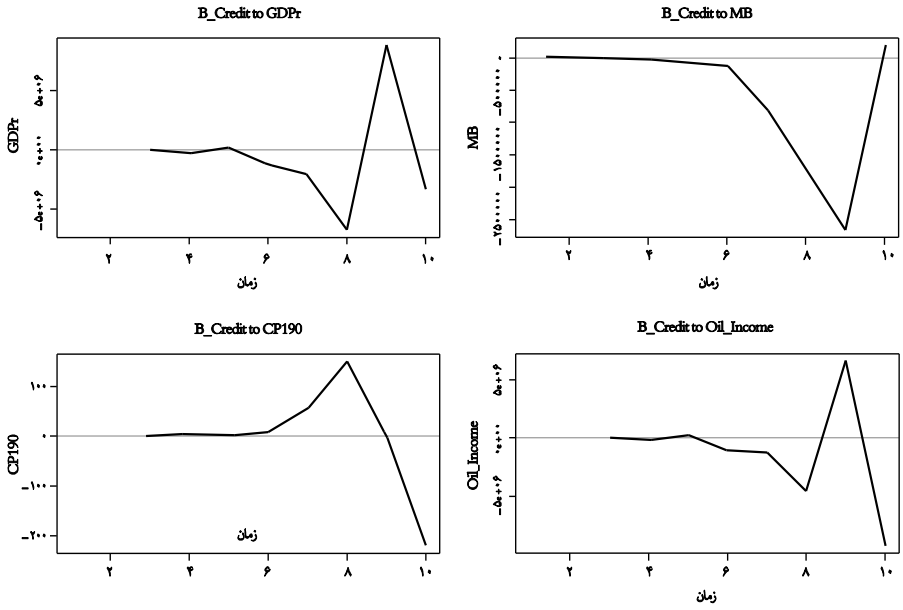 B_Credit to GDPr
GDPr
۵e+۰۶
۰e+۰۰
−۵e+۰۶
۲ ۴ ۶ ۸ ۱۰
زمان
B_Credit to MB
MB
۰
−۵۰۰۰۰۰
−۱۵۰۰۰۰۰
−۲۵۰۰۰۰۰
۲ ۴ ۶ ۸ ۱۰
زمان
B_Credit to CP190
CP190
۱۰۰
۰
−۱۰۰
−۲۰۰
زمان
۲ ۴ ۶ ۸ ۱۰
B_Credit to Oil_Income
Oil_Income
۵e+۰۶
۰e+۰۰
−۵e+۰۶
۲ ۴ ۶ ۸ ۱۰
زمان